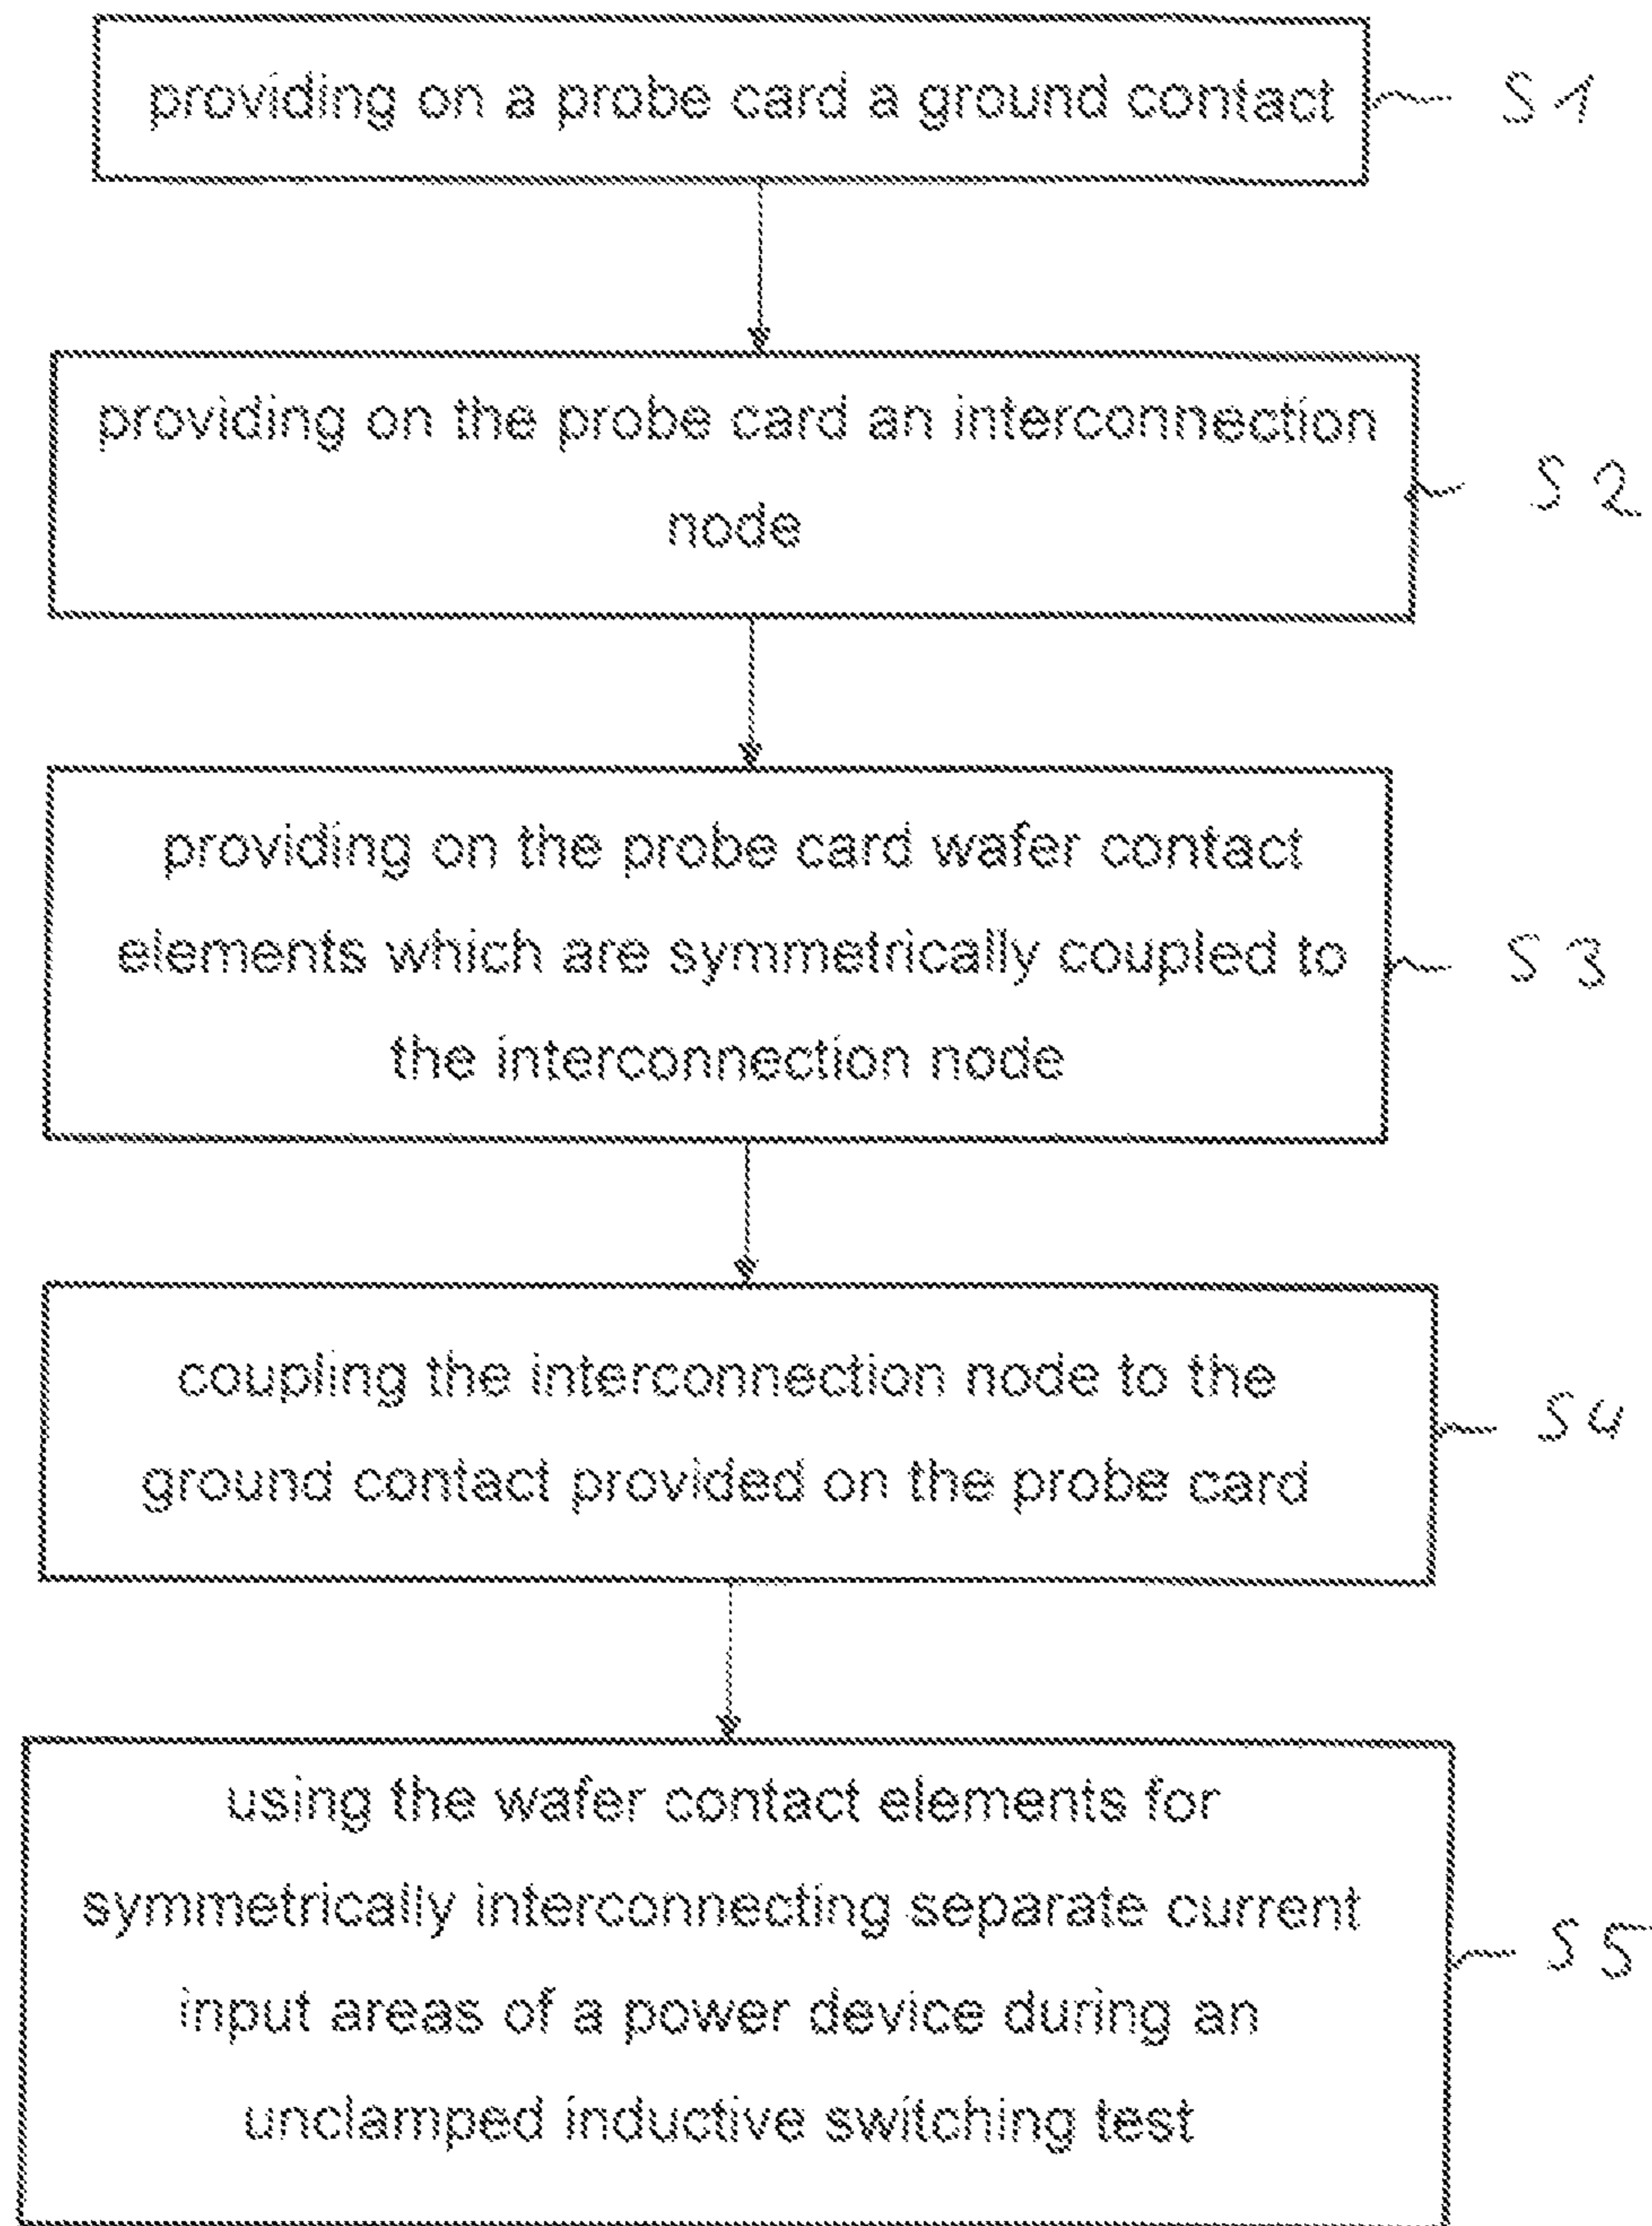 providing on a probe card a ground contact
S1
providing on the probe card an interconnection
node
S2
providing on the probe card wafer contact
elements which are symmetrically coupled to
the interconnection node
S3
coupling the interconnection node to the
ground contact provided on the probe card
S4
using the wafer contact elements for
symmetrically interconnecting separate current
input areas of a power device during an
unclamped inductive switching test
S5